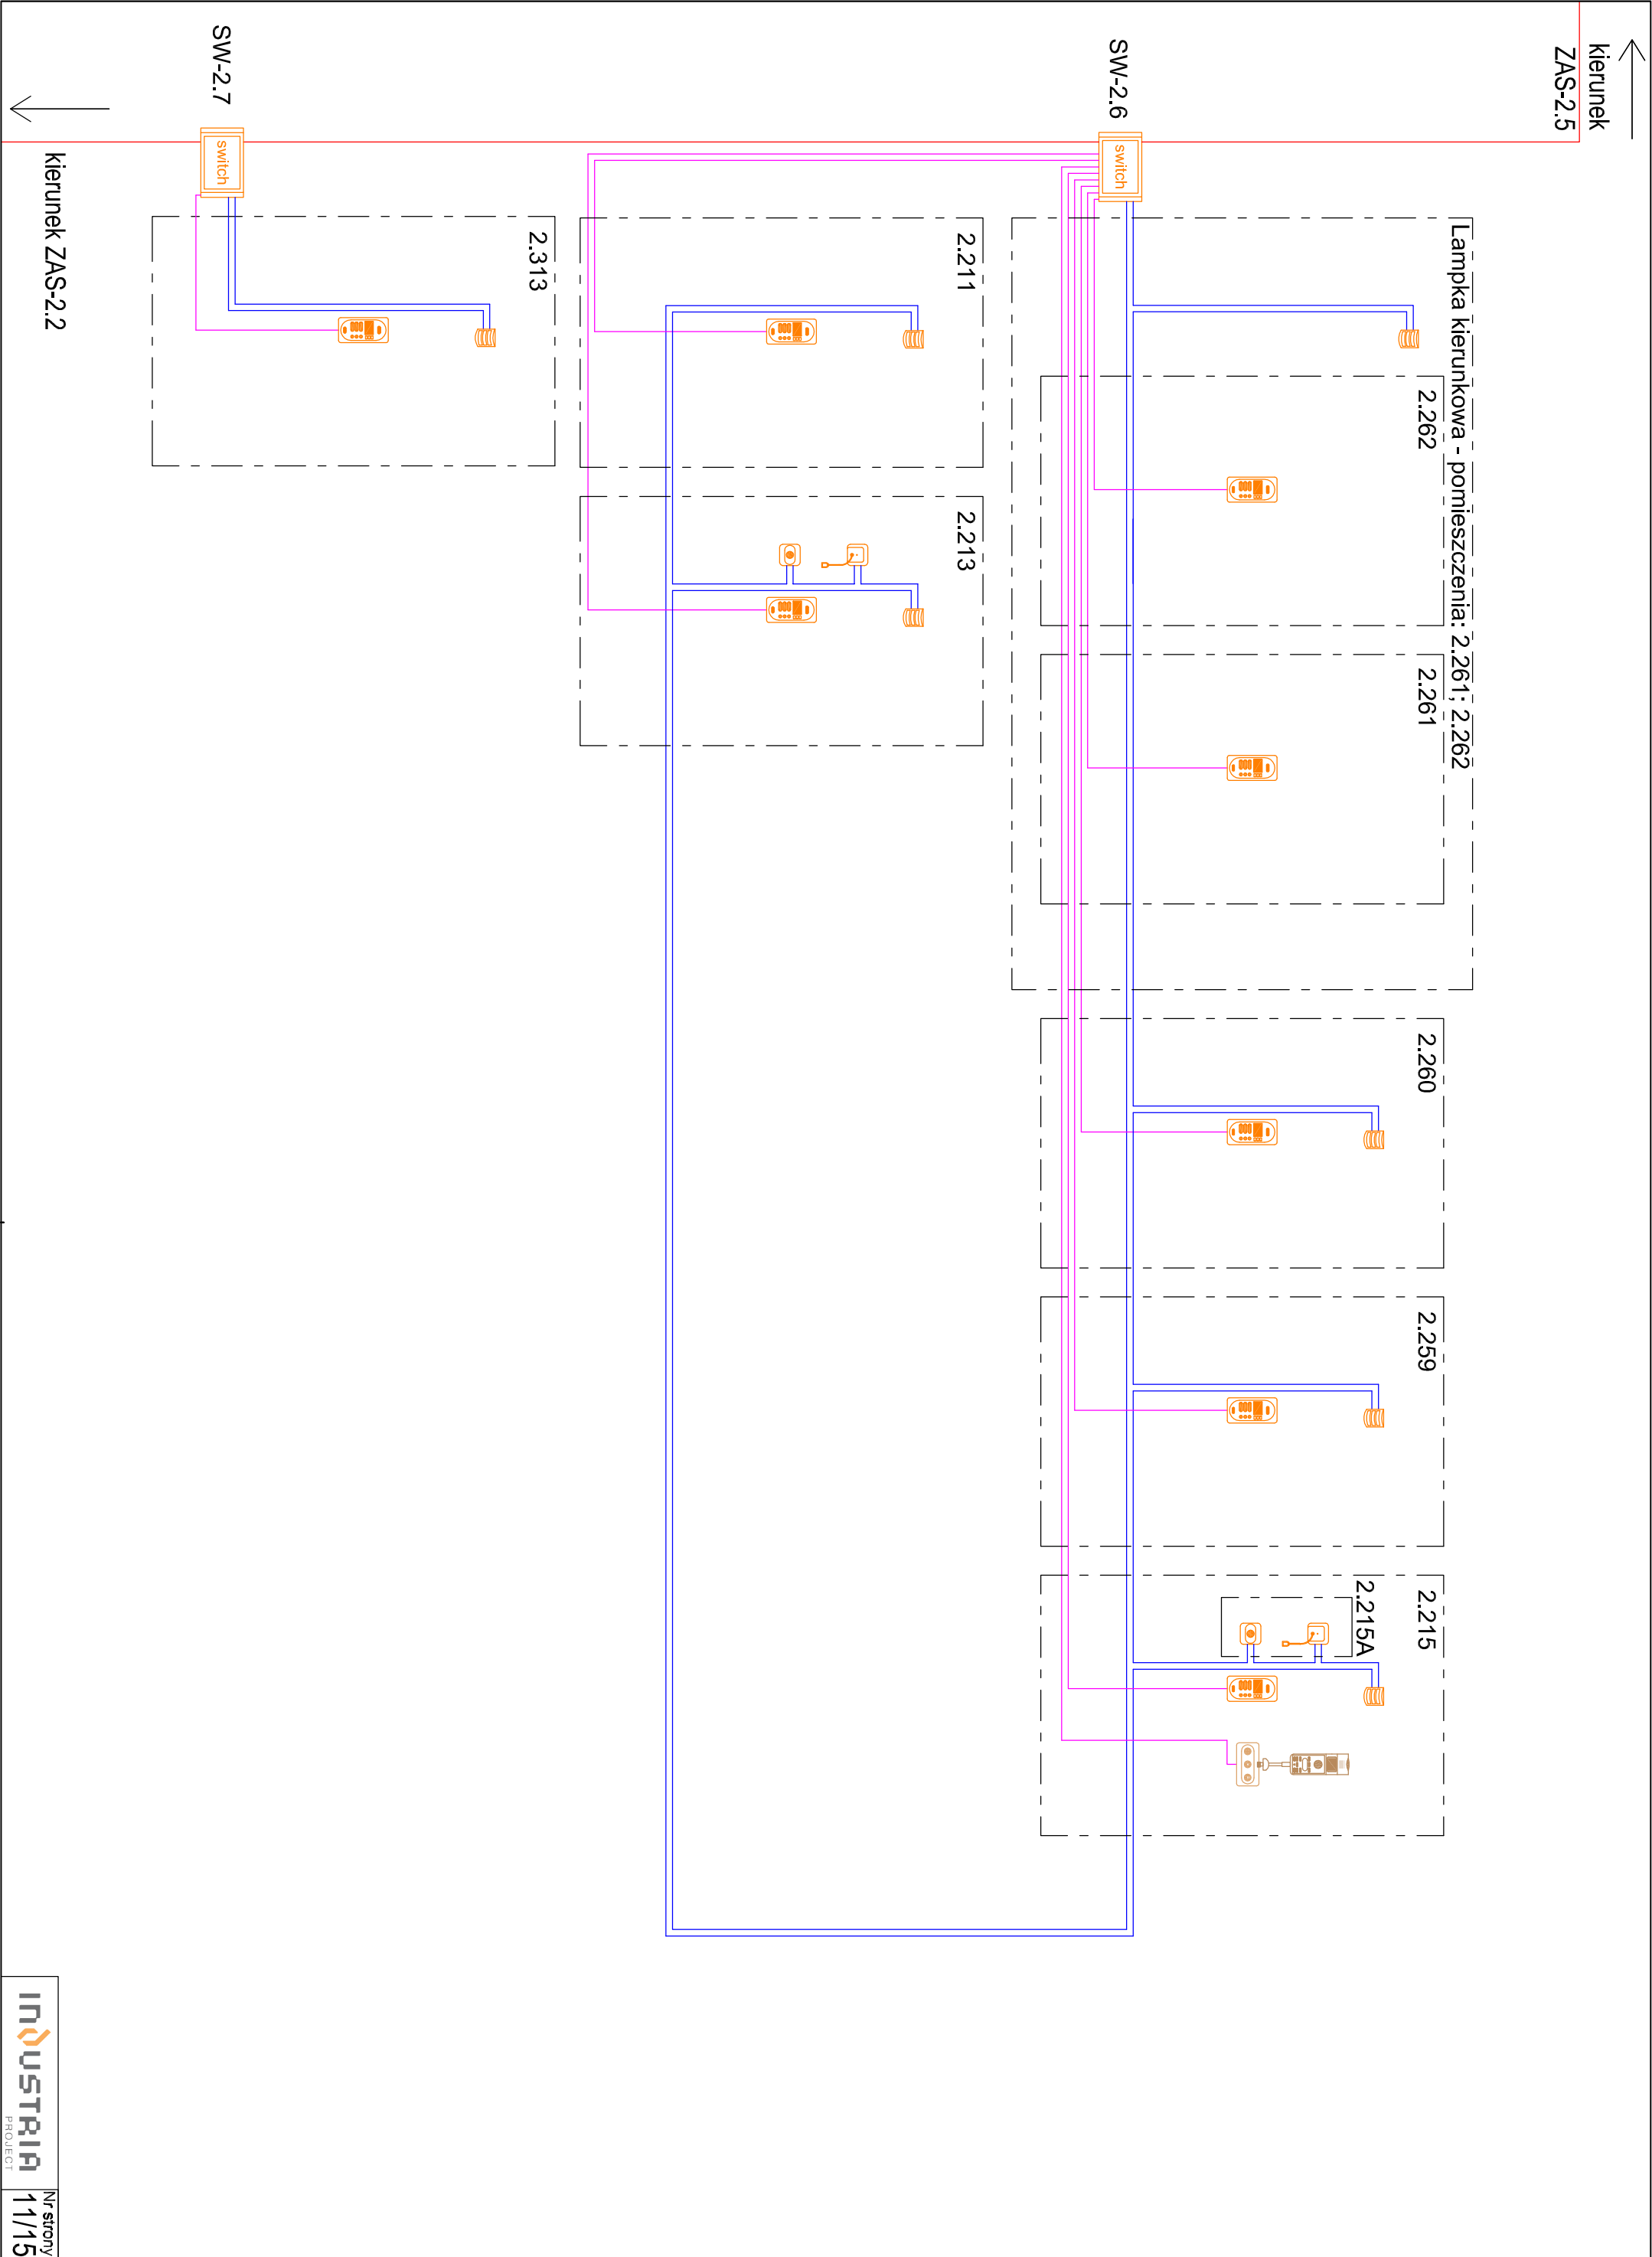 kierunek
ZAS-2.5
SW-2.6
switch
Lampka kierunkowa - pomieszczenia: 2.261; 2.262
2.262
2.261
2.260
2.259
2.215
2.215A
2.211
2.213
SW-2.7
switch
2.313
kierunek ZAS-2.2
INDUSTRIA
PROJECT
Nr strony
11/15